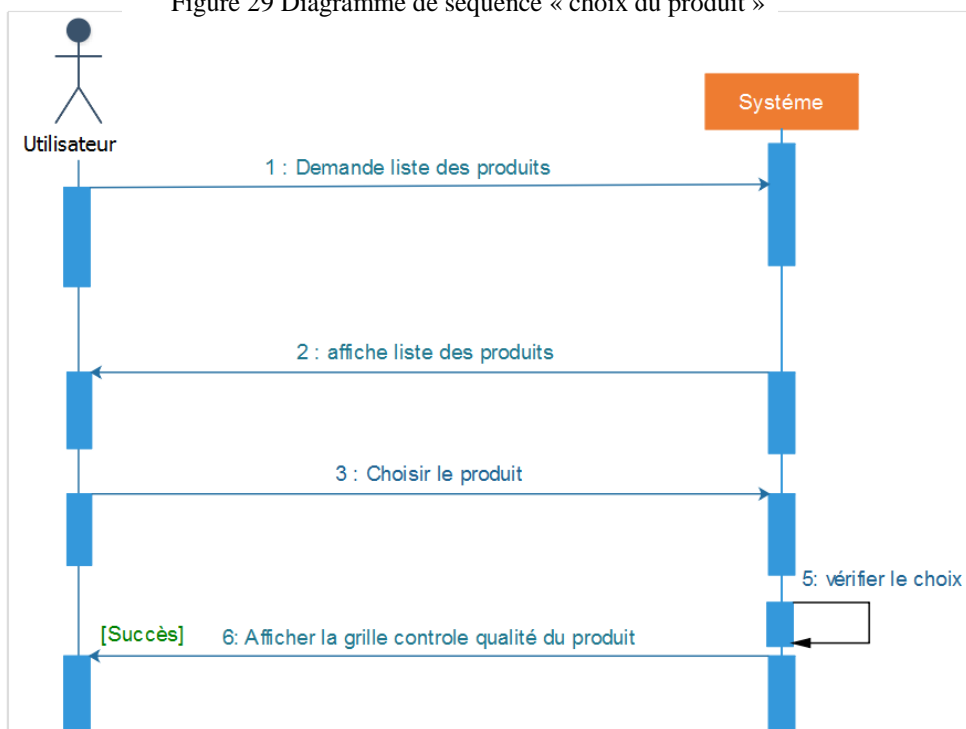 Figure 29 Diagramme de séquence « choix du produit »
Systéme
Utilisateur
1 : Demande liste des produits
2 : affiche liste des produits
3 : Choisir le produit
5: vérifier le choix
[Succès]
6: Afficher la grille controle qualité du produit